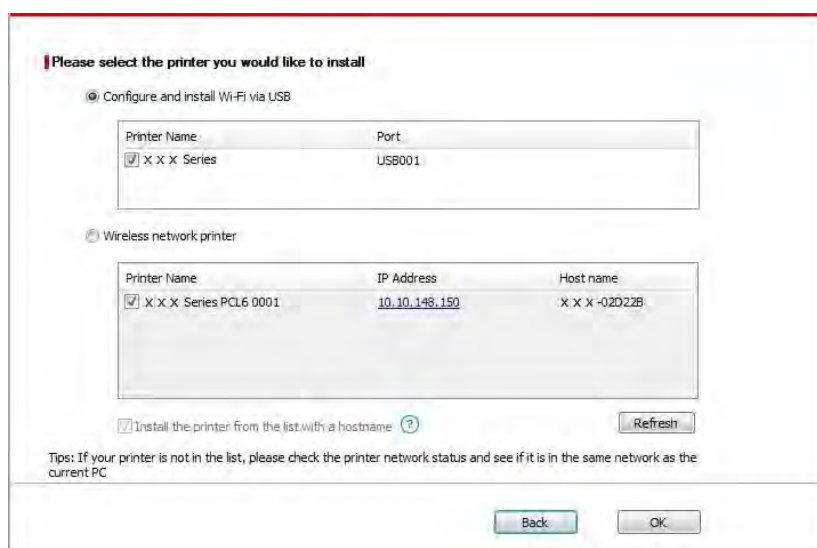 Please select the printer you would like to install
Configure and install Wi-Fi via USB
Printer Name Port
X X X Series USB001
Wireless network printer
Printer Name IP Address Host name
X X X Series PCL6 0001 10.10.148.150 X X X -02D22B
Install the printer from the list with a hostname ?
Refresh
Tips: If your printer is not in the list, please check the printer network status and see if it is in the same network as the
current PC
Back OK